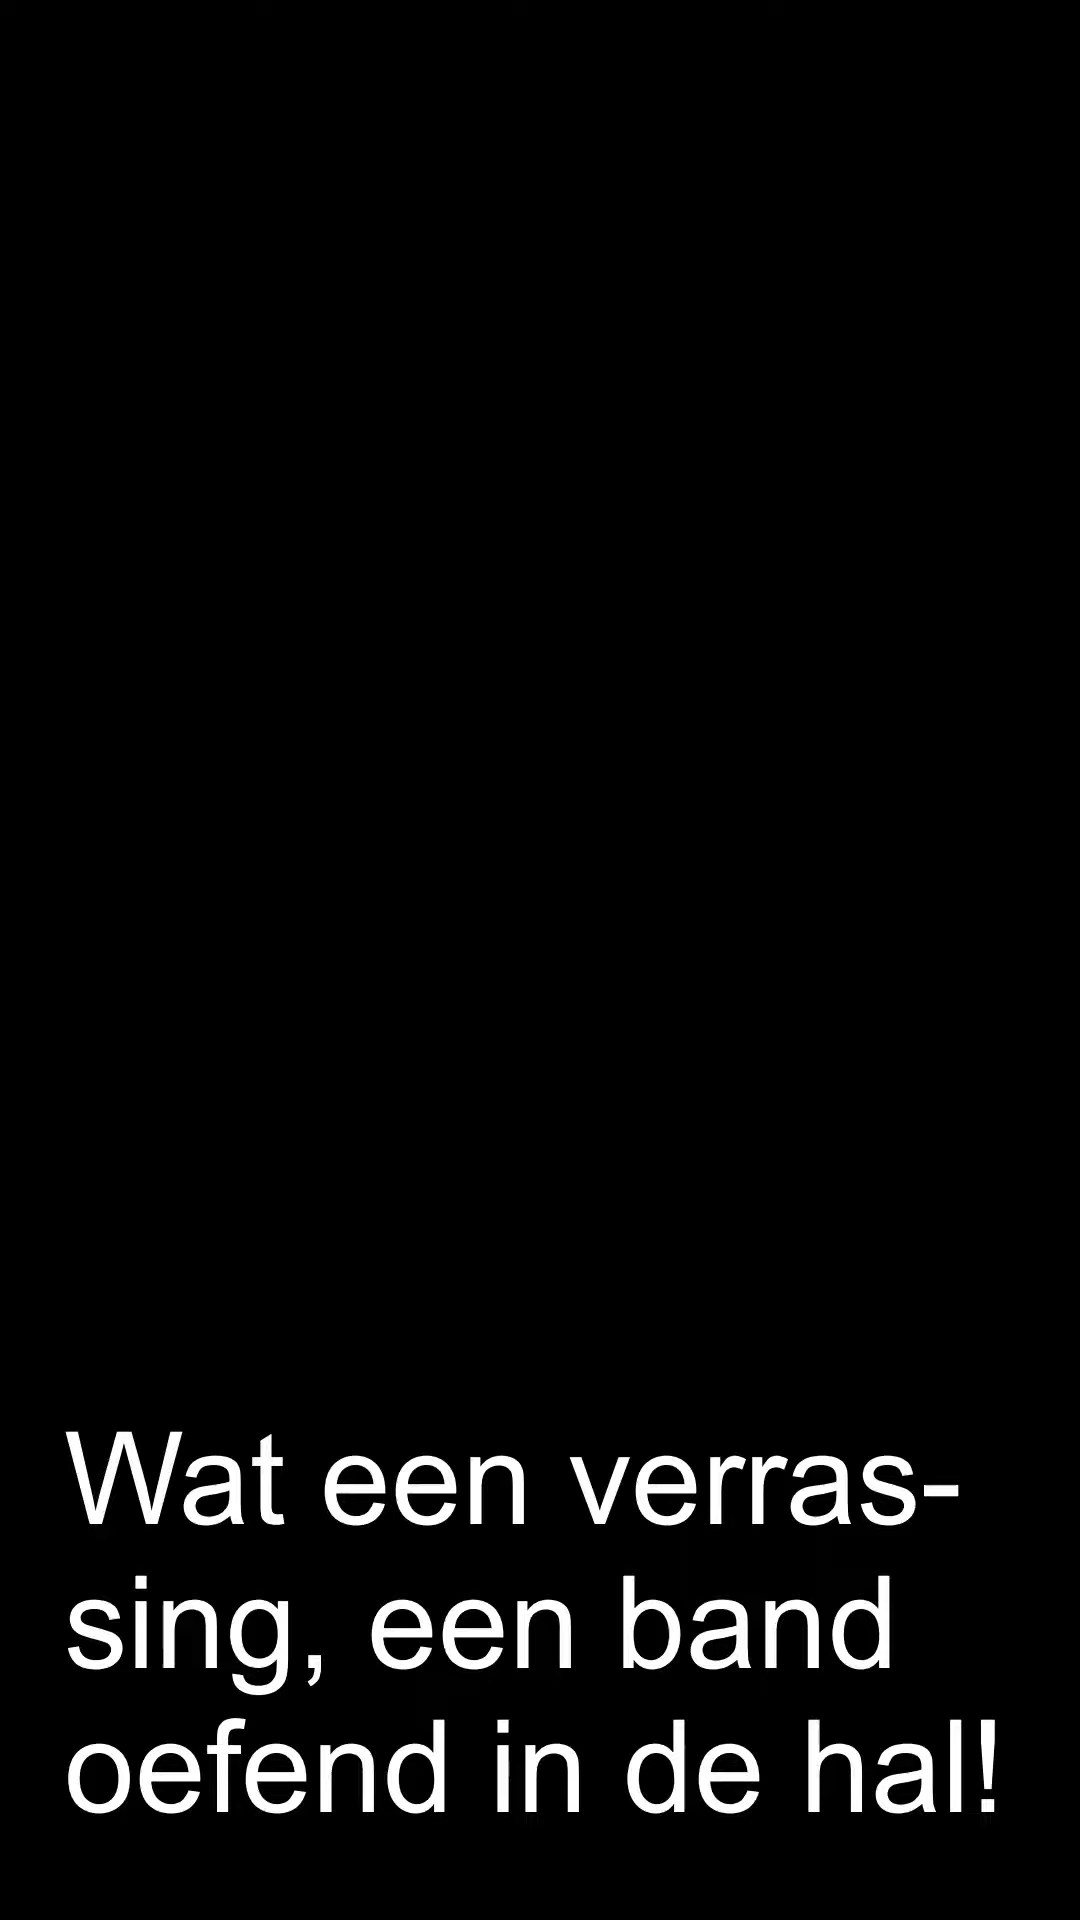 Wat een verras-
sing, een band
oefend in de hal!